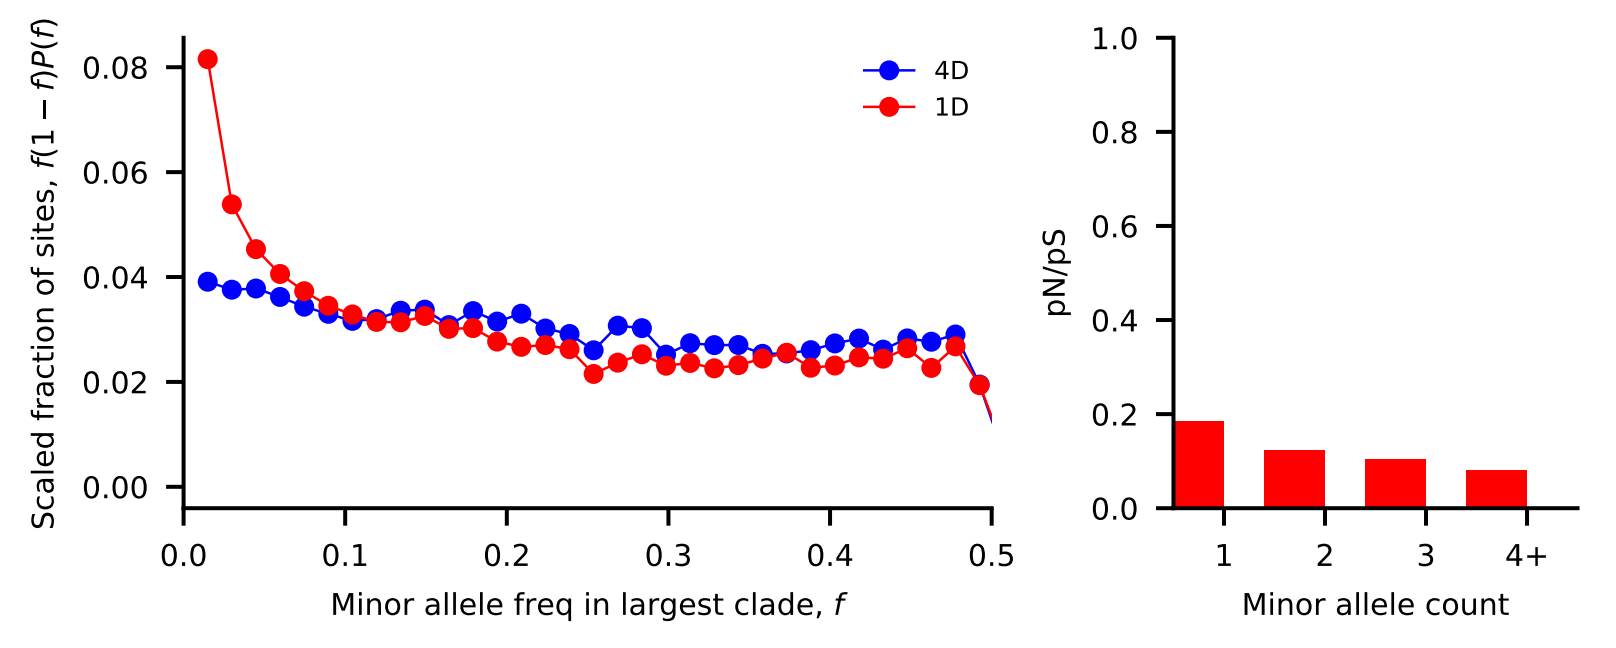 Scaled fraction of sites, f(1 − f)P(f)
0.08
0.06
0.04
0.02
0.00
0.0 0.1 0.2 0.3 0.4 0.5
Minor allele freq in largest clade, f
4D
1D
pN/pS
1.0
0.8
0.6
0.4
0.2
0.0
1 2 3 4+
Minor allele count